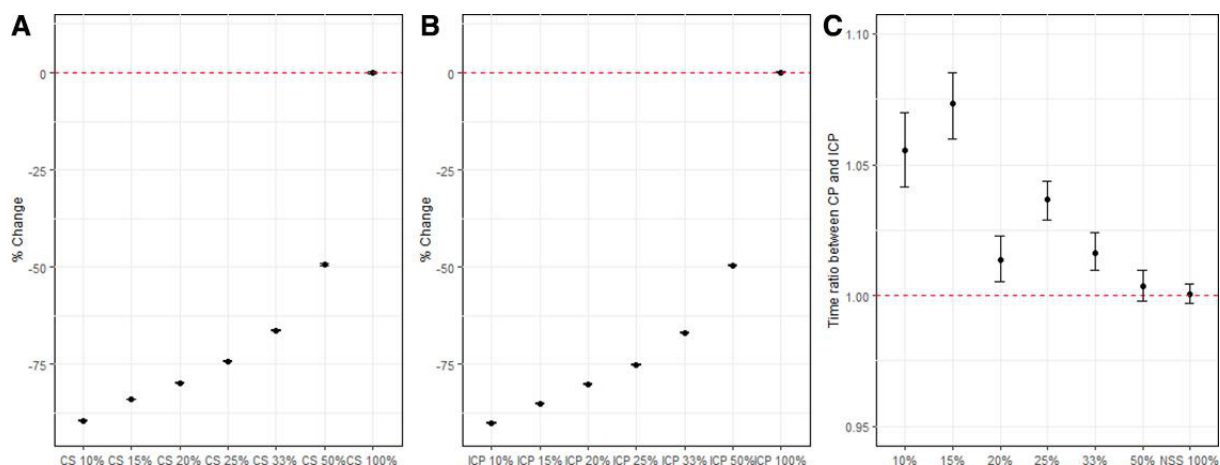 A
% Change
0
-25
-50
-75
CS 10% CS 15% CS 20% CS 25% CS 33% CS 50% CS 100%
B
% Change
0
-25
-50
-75
ICP 10% ICP 15% ICP 20% ICP 25% ICP 33% ICP 50% ICP 100%
C
Time ratio between CP and ICP
1.10
1.05
1.00
0.95
10% 15% 20% 25% 33% 50% NSS 100%